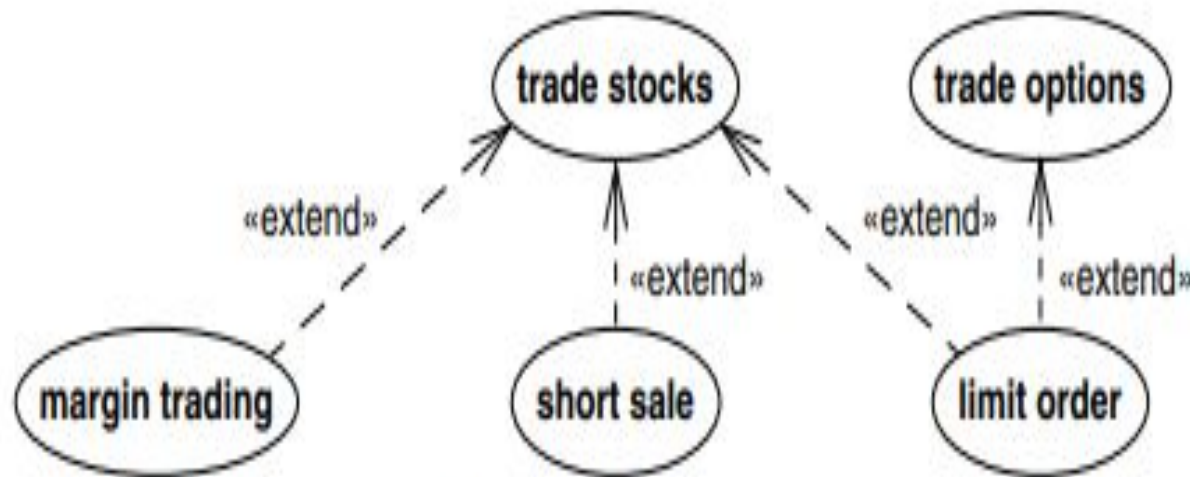 trade stocks
trade options
«extend»
«extend»
«extend»
«extend»
margin trading
short sale
limit order